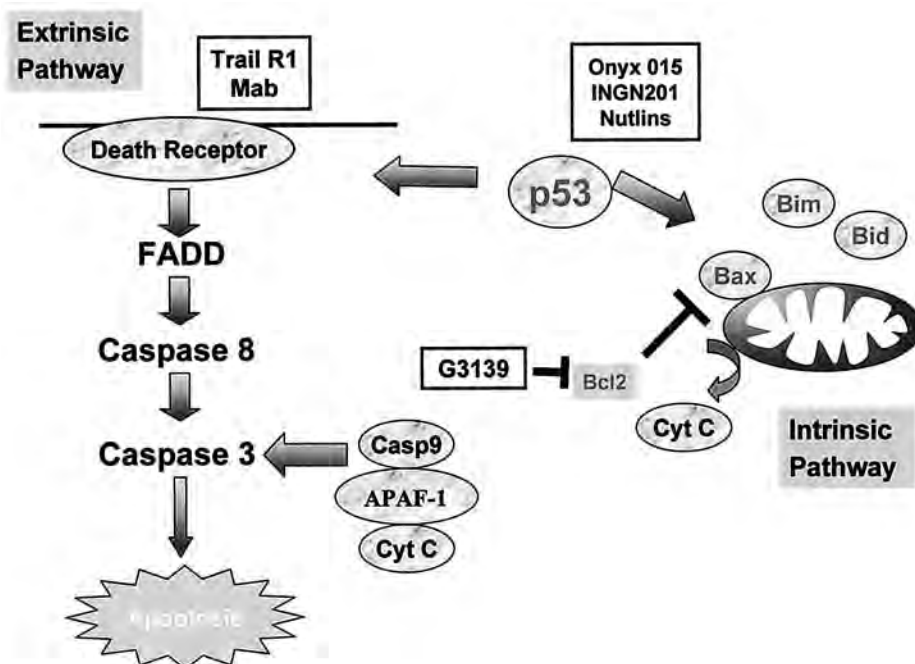 Extrinsic
Pathway
Trail R1
Mab
Onyx 015
INGN201
Nutlins
Death Receptor
p53
Bim
Bid
Bax
FADD
Caspase 8
G3139
Bcl2
Cyt C
Intrinsic
Pathway
Caspase 3
Casp9
APAF-1
Cyt C
Apoptosis